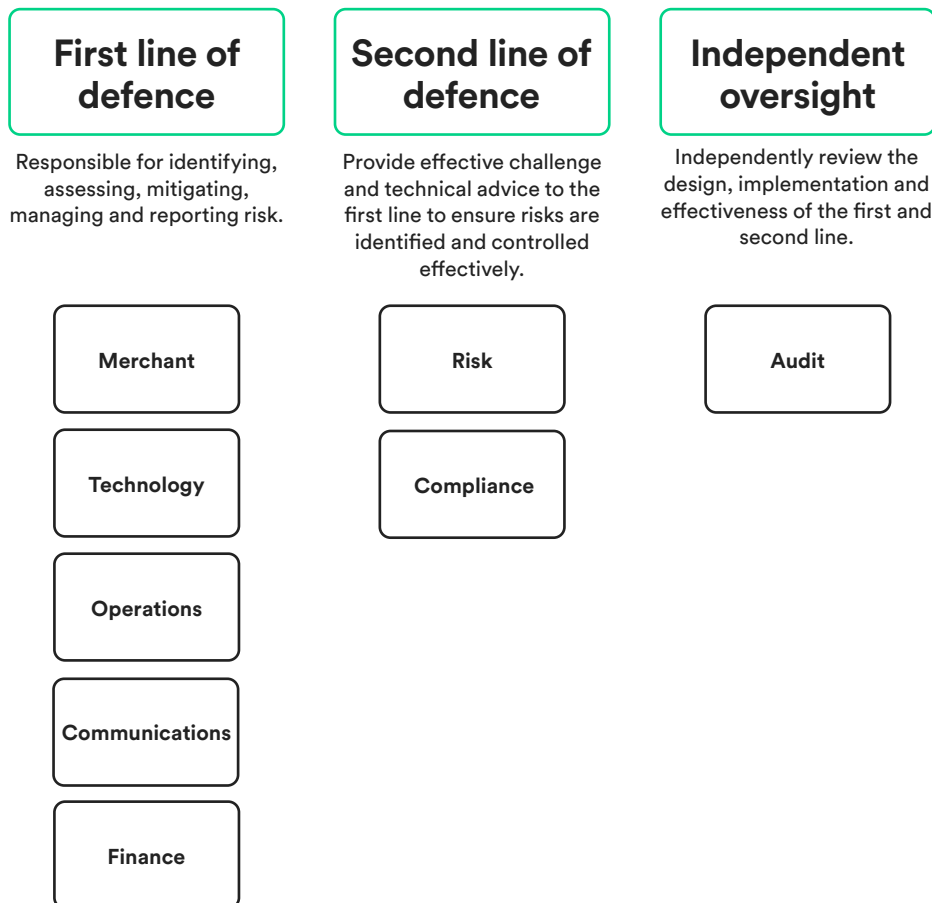 First line of
defence
Responsible for identifying,
assessing, mitigating,
managing and reporting risk.
Merchant
Technology
Operations
Communications
Finance
Second line of
defence
Provide effective challenge
and technical advice to the
first line to ensure risks are
identified and controlled
effectively.
Risk
Compliance
Independent
oversight
Independently review the
design, implementation and
effectiveness of the first and
second line.
Audit